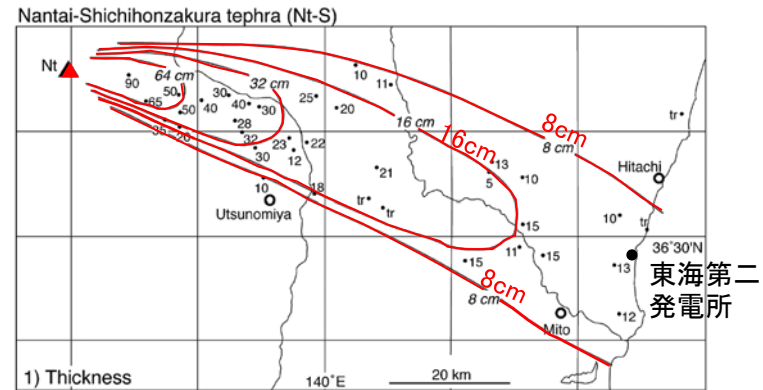 Nantai-Shichihonzakura tephra (Nt-S)
Nt
90
64 cm
50
65
50
30
40
32 cm
40
30
25
20
10
11
35
20
28
32
30
23
12
22
10
18
Utsunomiya
16 cm
16cm
8cm
8 cm
tr
13
5
10
21
tr
tr
Hitachi
10
tr
15
11
15
15
36°30'N
13
東海第二
発電所
8cm
8 cm
12
Mito
1) Thickness
140°E
20 km